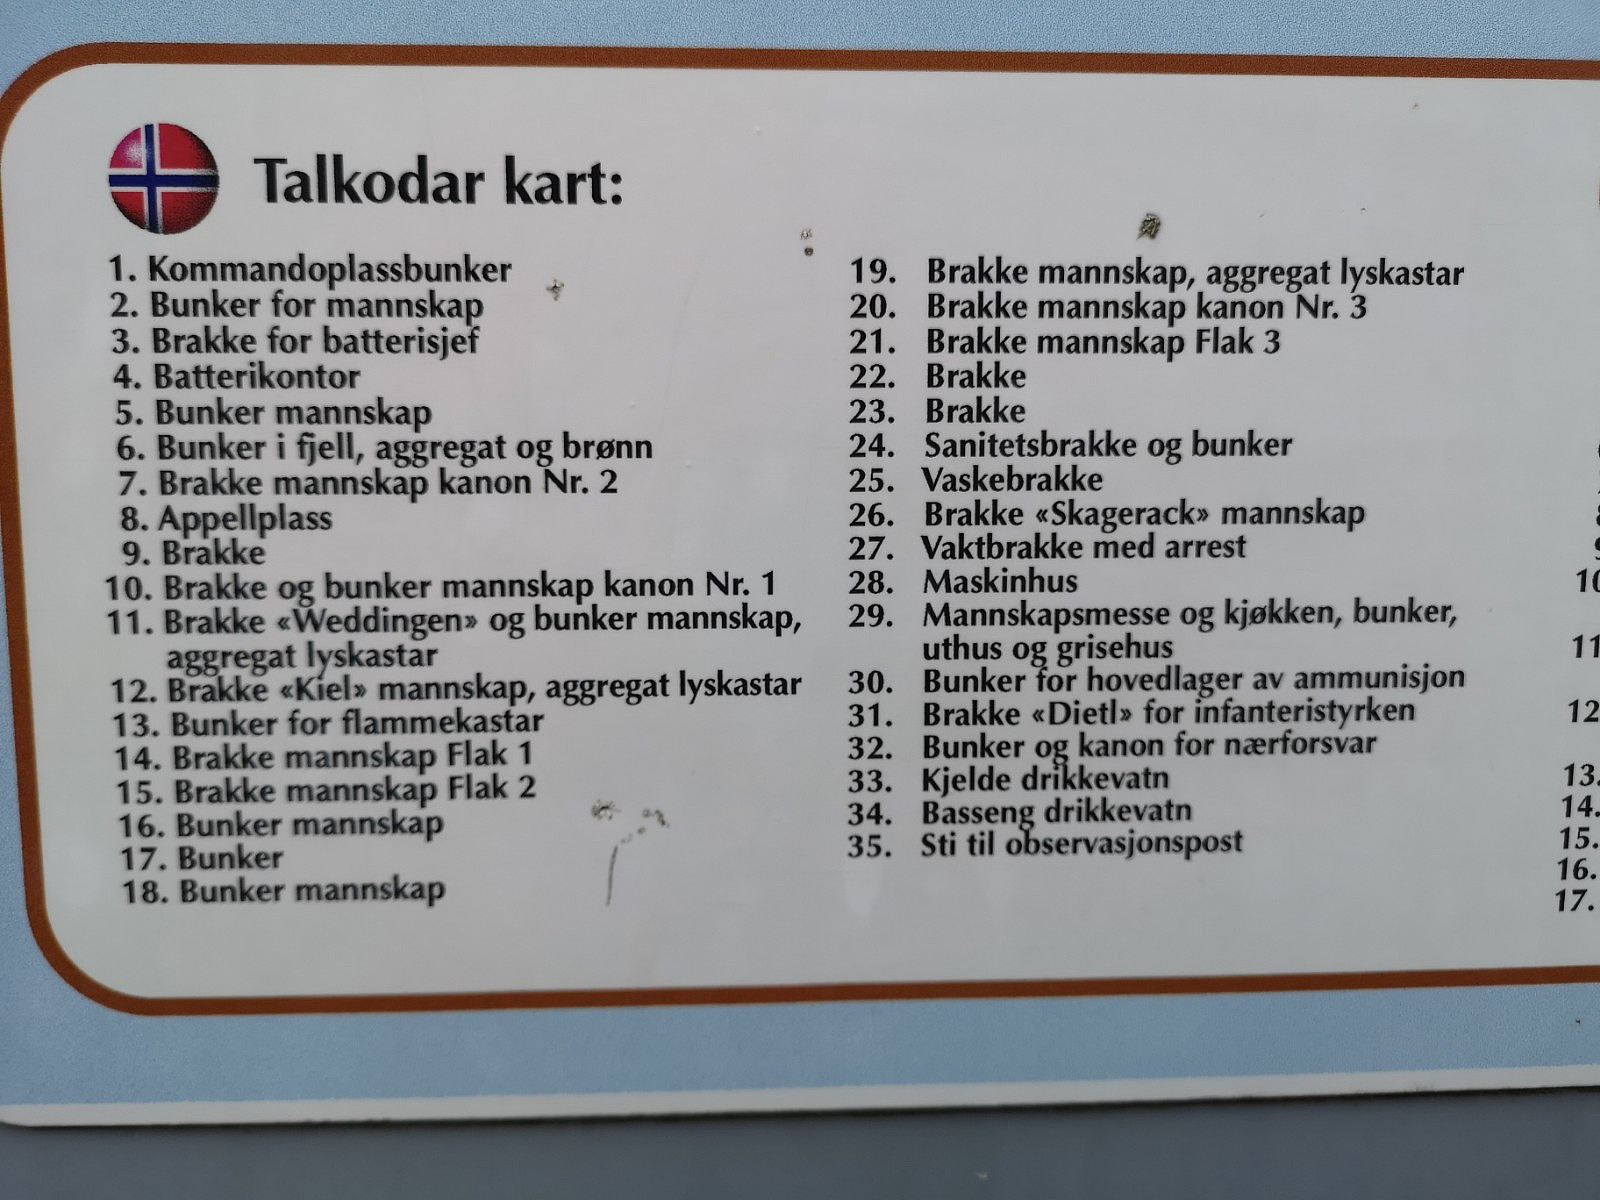 Talkodar kart:
1. Kommandoplassbunker
2. Bunker for mannskap
3. Brakke for batterisjef
4. Batterikontor
5. Bunker mannskap
6. Bunker i fjell, aggregat og brønn
7. Brakke mannskap kanon Nr. 2
8. Appellplass
9. Brakke
10. Brakke og bunker mannskap kanon Nr. 1
11. Brakke «Weddingen» og bunker mannskap,
aggregat lyskastar
12. Brakke «Kiel» mannskap, aggregat lyskastar
13. Bunker for flammekastar
14. Brakke mannskap Flak 1
15. Brakke mannskap Flak 2
16. Bunker mannskap
17. Bunker
18. Bunker mannskap
19. Brakke mannskap, aggregat lyskastar
20. Brakke mannskap kanon Nr. 3
21. Brakke mannskap Flak 3
22. Brakke
23. Brakke
24. Sanitetsbrakke og bunker
25. Vaskebrakke
26. Brakke «Skagerack» mannskap
27. Vaktbrakke med arrest
28. Maskinhus
29. Mannskapsmesse og kjøkken, bunker,
uthus og grisehus
30. Bunker for hovedlager av ammunisjon
31. Brakke «Dietl» for infanteristyrken
32. Bunker og kanon for nærforsvar
33. Kjelde drikkevatn
34. Basseng drikkevatn
35. Sti til observasjonspost
10
11
12
13.
14.
15.
16.
17.